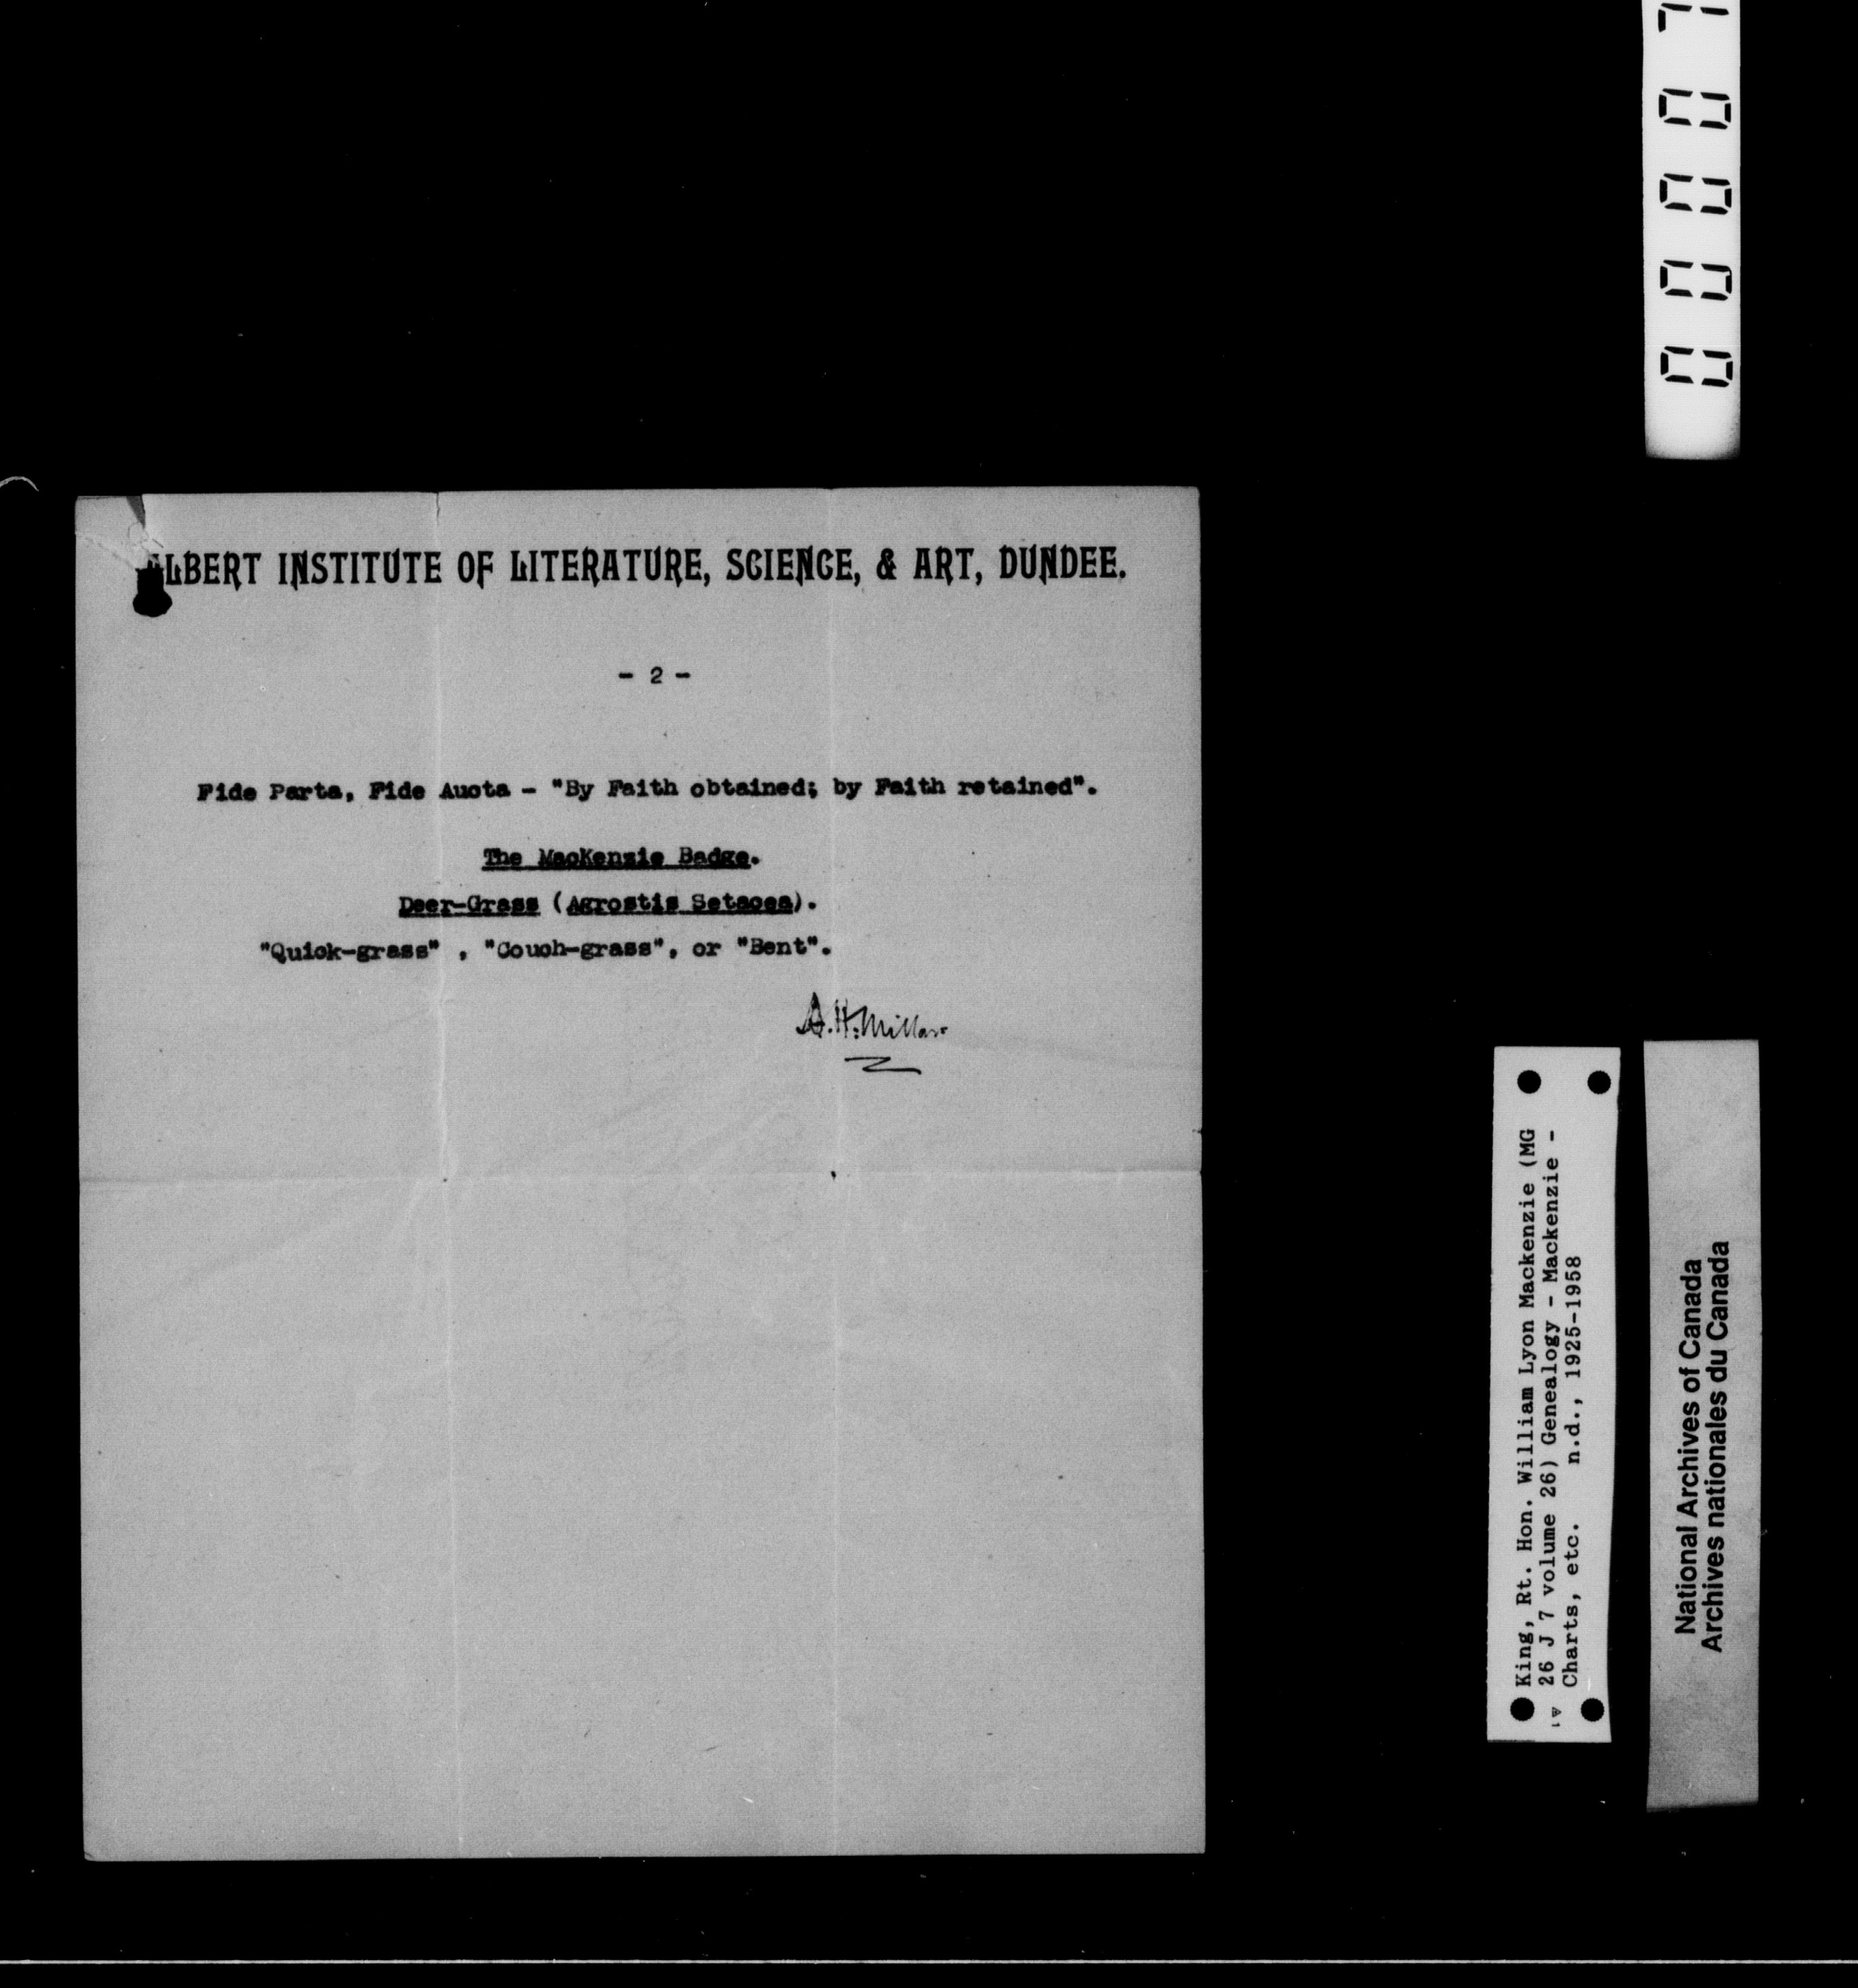 ALBERT INSTITUTE OF LITERATURE, SCIENCE, & ART, DUNDEE.
- 2 -
Fide Parta, Fide Aucta - "By Faith obtained; by Faith retained".
The MacKenzie Badge.
Deer-Grass (Agrostis Setacea).
"Quick-grass" , "Couch-grass", or "Bent".
A.H. Millar
King, Rt. Hon. William Lyon Mackenzie (MG
26 J 7 volume 26) Genealogy - Mackenzie -
Charts, etc. n.d., 1925-1958
National Archives of Canada
Archives nationales du Canada